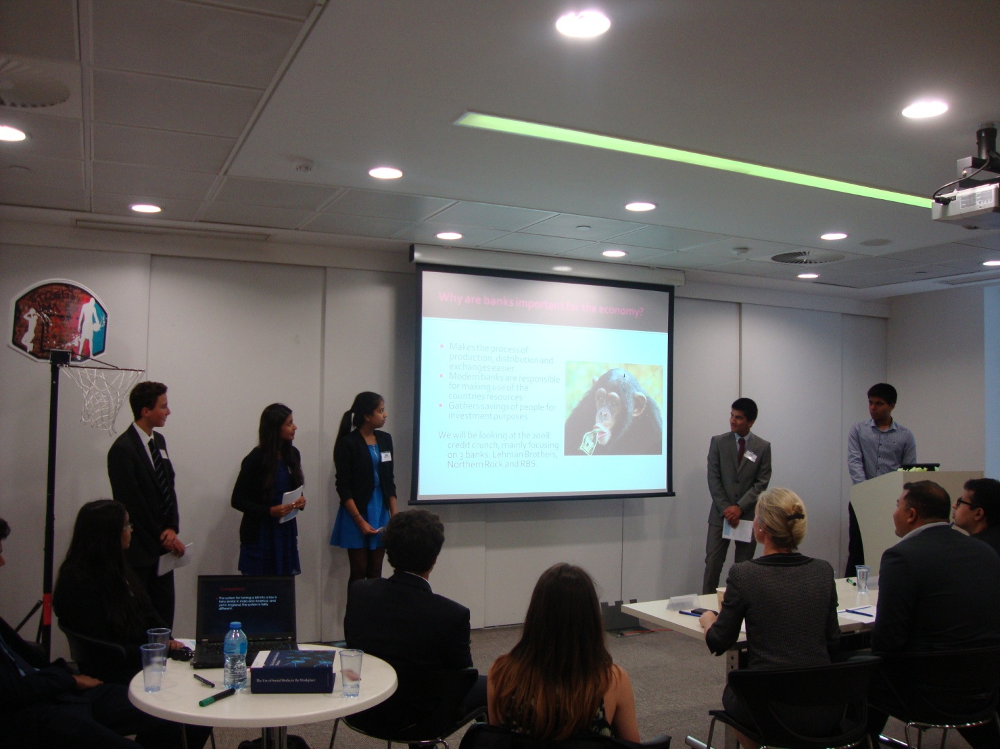 Why are banks important for the economy?
Makes the process of
production, distribution and
exchanges easier.
Modern banks are responsible
for making use of the
countries resources
Gathers savings of people for
investment purposes
We will be looking at the 2008
credit crunch, mainly focusing
on 3 banks: Lehman Brothers,
Northern Rock and RBS.
The system for turning a bill into a law is
fairly similar in India and America, and
yet in England, the system is fairly
different.
The Use of Social Media in the Workplace